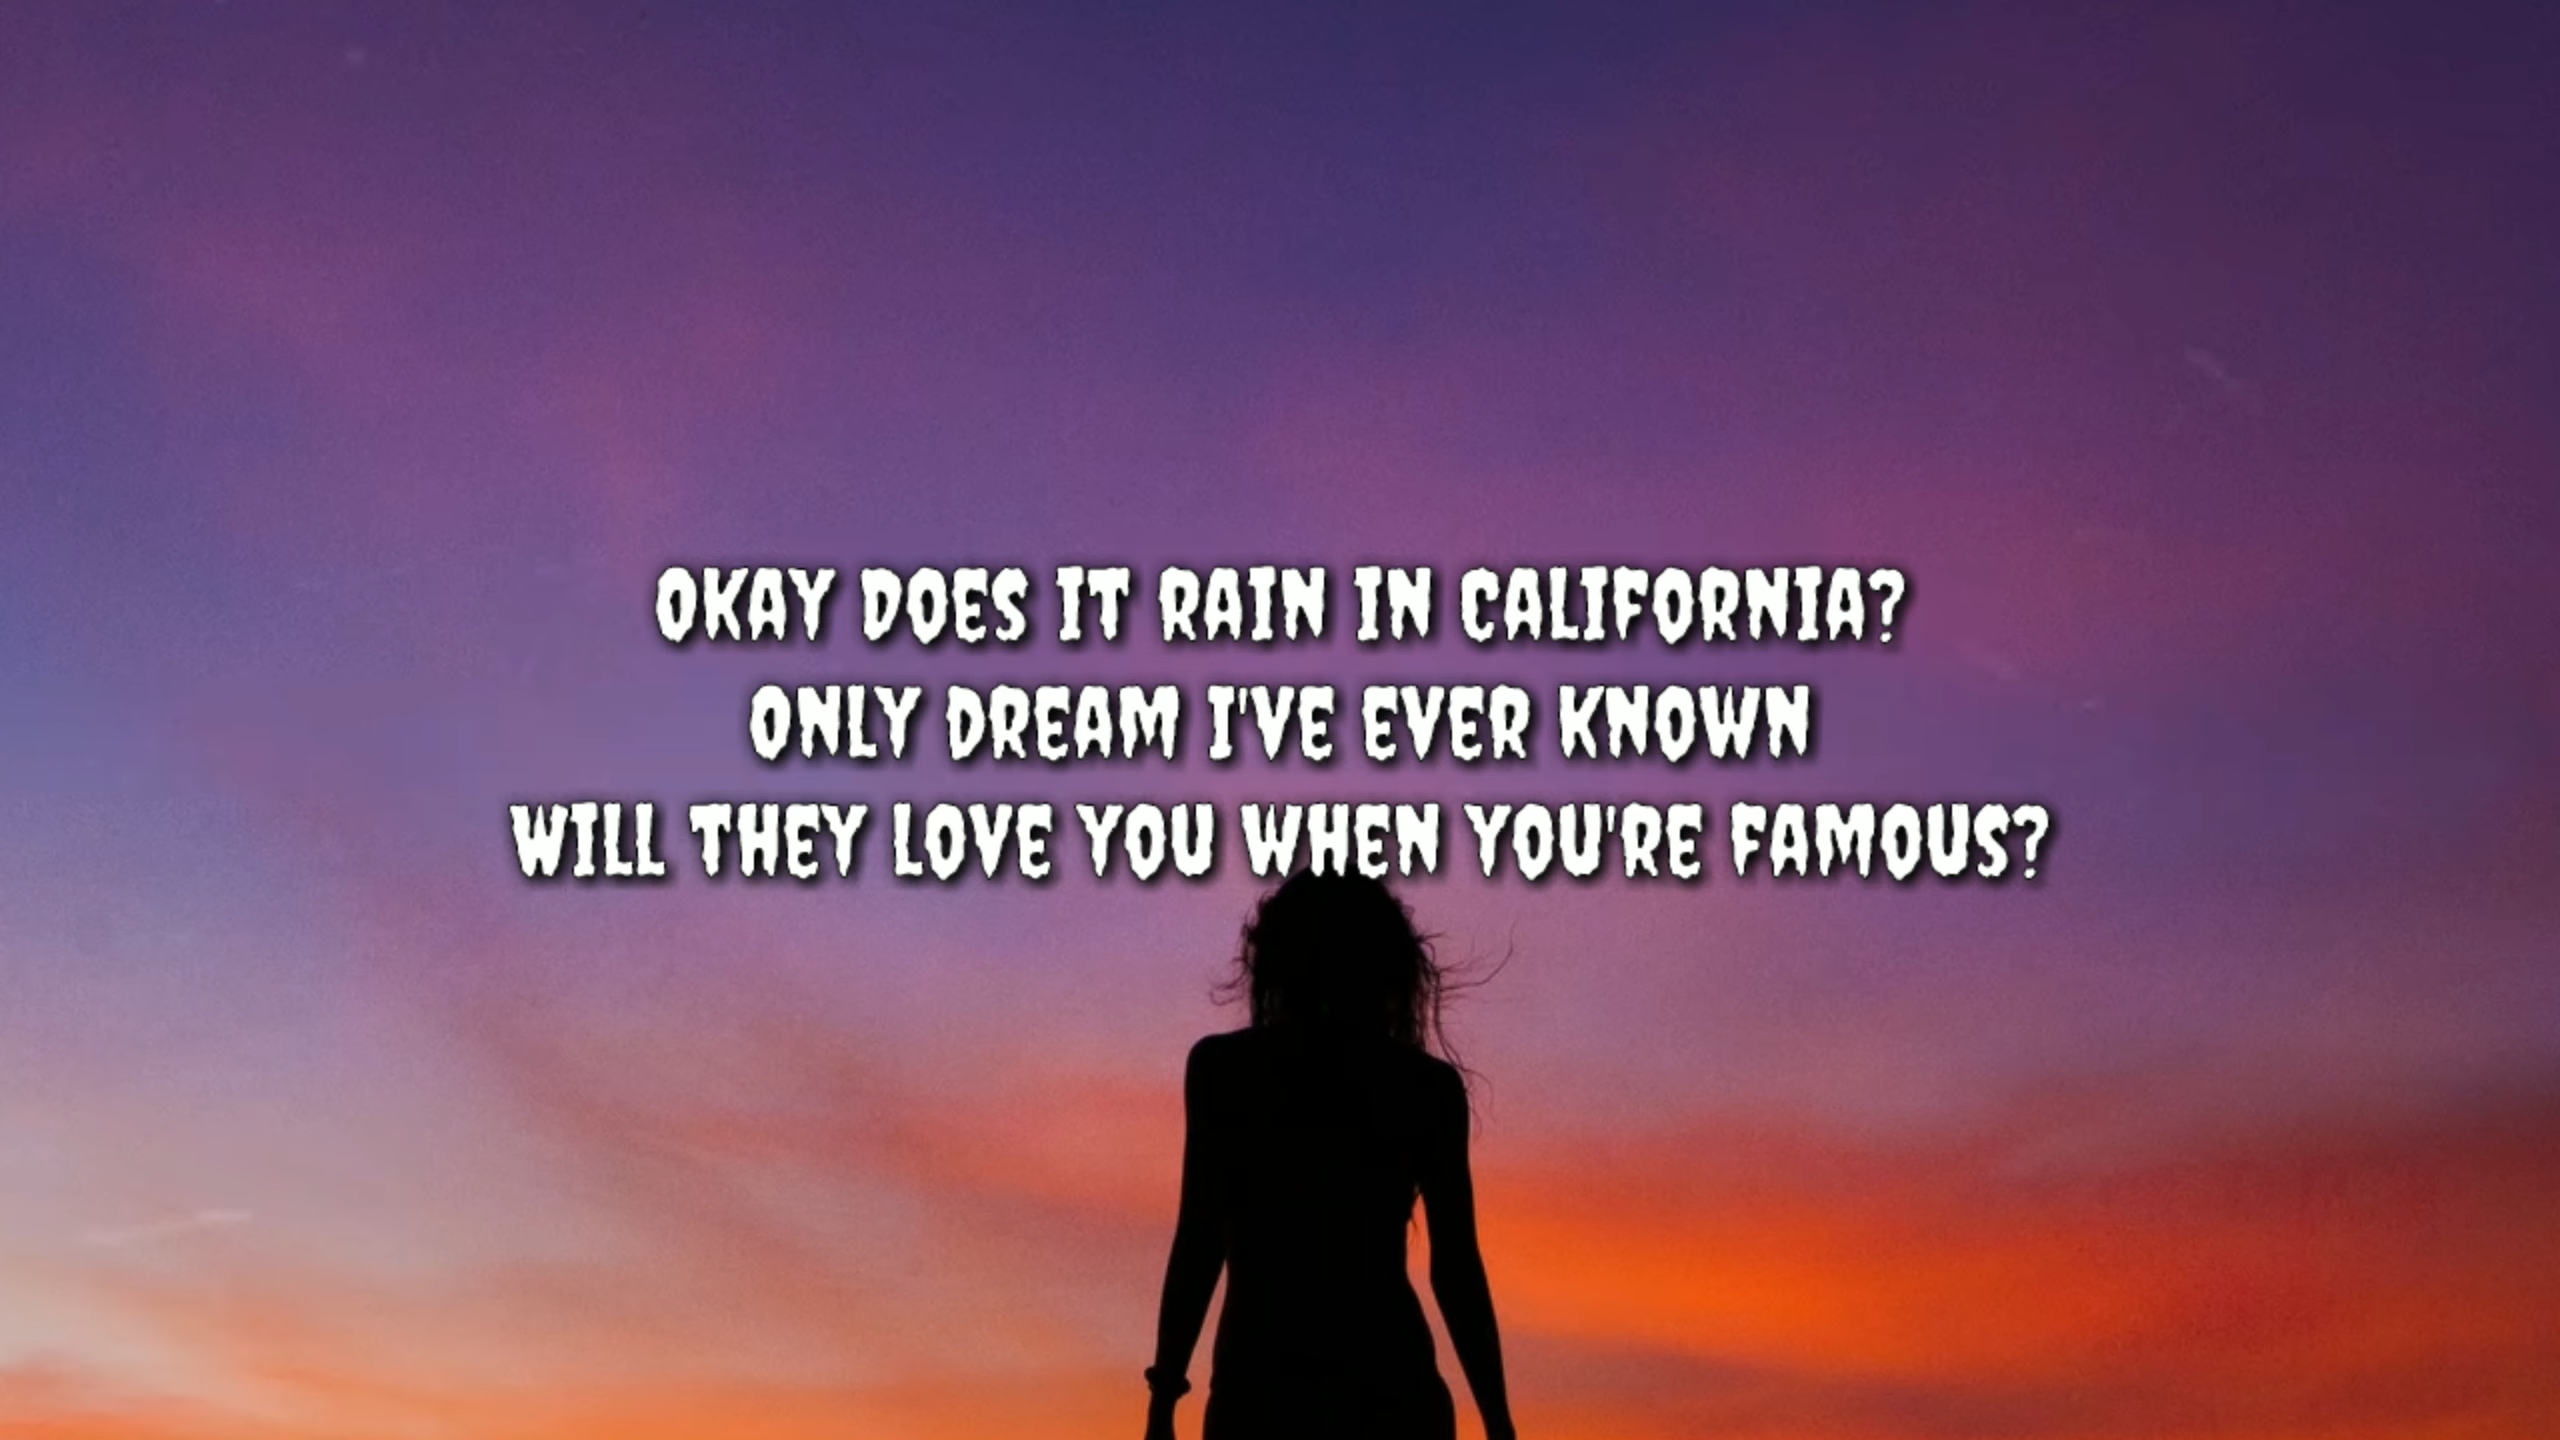 OKAY DOES IT RAIN IN CALIFORNIA?
ONLY DREAM I'VE EVER KNOWN
WILL THEY LOVE YOU WHEN YOU'RE FAMOUS?